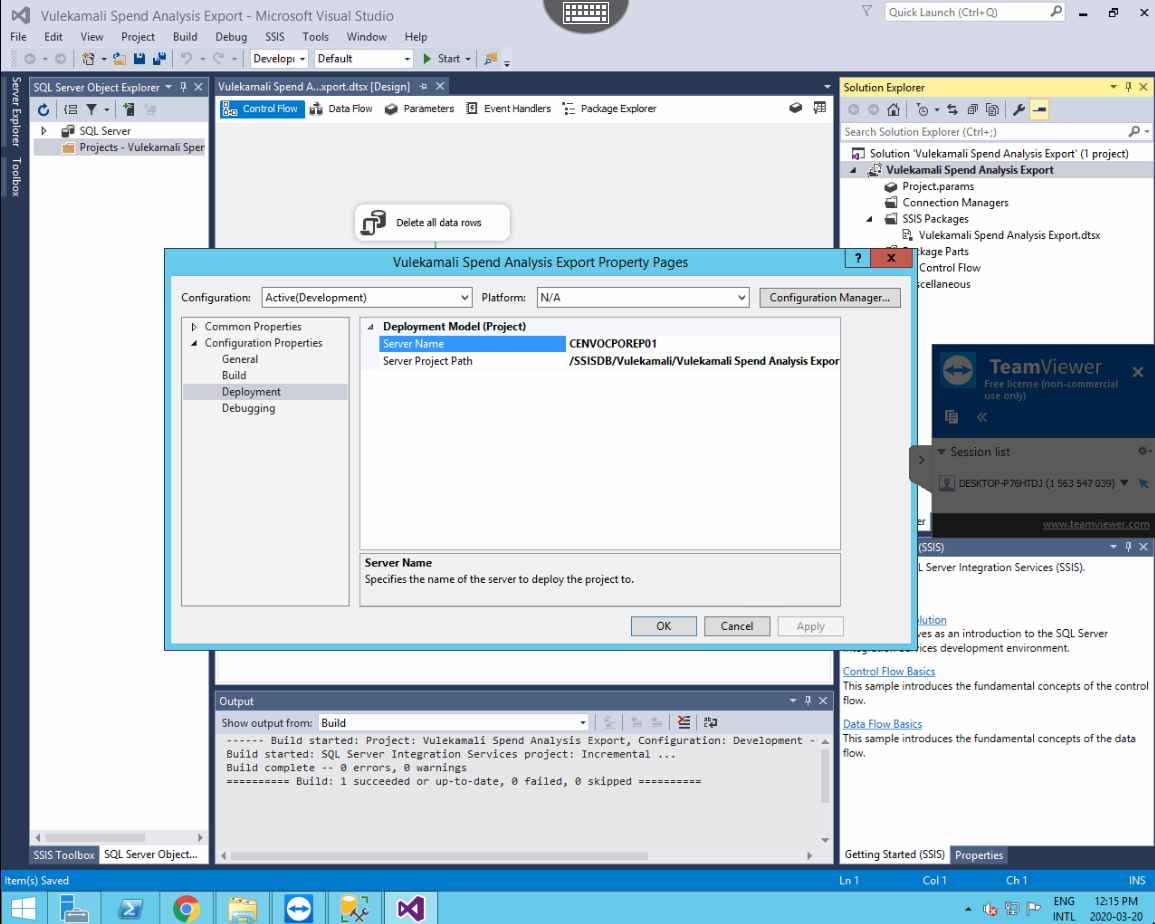 Vulekamali Spend Analysis Export - Microsoft Visual Studio
Quick Launch (Ctrl+Q)
File Edit View Project Build Debug SSIS Tools Window Help
Develop Default Start
Server Explorer
Toolbox
SQL Server Object Explorer
SQL Server
Projects - Vulekamali Sper
Vulekamali Spend A...xport.dtsx [Design]
Control Flow Data Flow Parameters Event Handlers Package Explorer
Delete all data rows
Solution Explorer
Search Solution Explorer (Ctrl+;)
Solution 'Vulekamali Spend Analysis Export' (1 project)
Vulekamali Spend Analysis Export
Project.params
Connection Managers
SSIS Packages
Vulekamali Spend Analysis Export.dtsx
ckage Parts
Control Flow
scellaneous
Vulekamali Spend Analysis Export Property Pages
? x
Configuration: Active(Development) Platform: N/A Configuration Manager...
Common Properties
Configuration Properties
General
Build
Deployment
Debugging
Deployment Model (Project)
Server Name CENVOCPOREP01
Server Project Path /SSISDB/Vulekamali/Vulekamali Spend Analysis Expor
Server Name
Specifies the name of the server to deploy the project to.
OK Cancel Apply
TeamViewer
Free license (non-commercial
use only)
Session list
DESKTOP-P76HTDJ (1 563 547 039)
www.teamviewer.com
er
(SSIS)
L Server Integration Services (SSIS).
lution
ves as an introduction to the SQL Server
Integration Services development environment.
Control Flow Basics
This sample introduces the fundamental concepts of the control
flow.
Data Flow Basics
This sample introduces the fundamental concepts of the data
flow.
Output
Show output from: Build
------ Build started: Project: Vulekamali Spend Analysis Export, Configuration: Development -
Build started: SQL Server Integration Services project: Incremental ...
Build complete -- 0 errors, 0 warnings
========== Build: 1 succeeded or up-to-date, 0 failed, 0 skipped ==========
SSIS Toolbox SQL Server Object...
Getting Started (SSIS) Properties
Item(s) Saved Ln 1 Col 1 Ch 1 INS
ENG
INTL
12:15 PM
2020-03-20